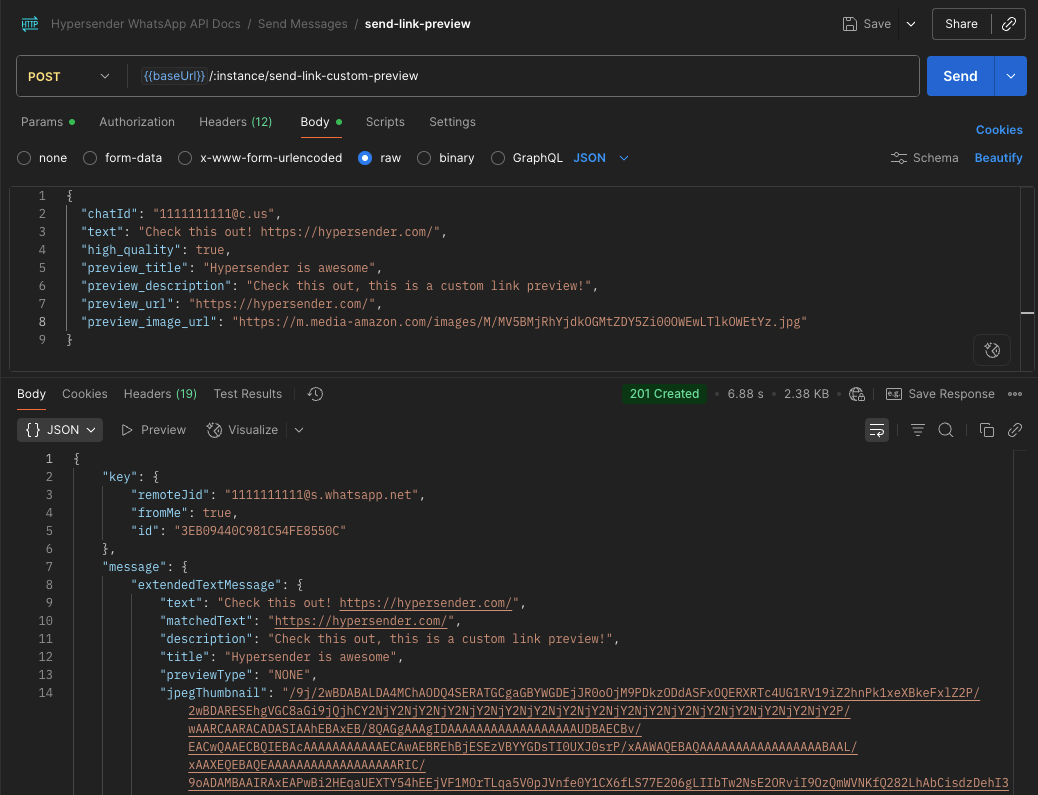 HTTP Hypersender WhatsApp API Docs / Send Messages / send-link-preview Save Share
POST {{baseUrl}} /:instance/send-link-custom-preview Send
Params Authorization Headers (12) Body Scripts Settings Cookies
none form-data x-www-form-urlencoded raw binary GraphQL JSON Schema Beautify
1 {
2 "chatId": "1111111111@c.us",
3 "text": "Check this out! https://hypersender.com/",
4 "high_quality": true,
5 "preview_title": "Hypersender is awesome",
6 "preview_description": "Check this out, this is a custom link preview!",
7 "preview_url": "https://hypersender.com/",
8 "preview_image_url": "https://m.media-amazon.com/images/M/MV5BMjRhYjdkOGMtZDY5Zi00OWEwLTlkOWEtYz.jpg"
9 }
Body Cookies Headers (19) Test Results 201 Created • 6.88 s • 2.38 KB • e.g. Save Response
{} JSON Preview Visualize
1 {
2 "key": {
3 "remoteJid": "1111111111@s.whatsapp.net",
4 "fromMe": true,
5 "id": "3EB09440C981C54FE8550C"
6 },
7 "message": {
8 "extendedTextMessage": {
9 "text": "Check this out! https://hypersender.com/",
10 "matchedText": "https://hypersender.com/",
11 "description": "Check this out, this is a custom link preview!",
12 "title": "Hypersender is awesome",
13 "previewType": "NONE",
14 "jpegThumbnail": "/9j/2wBDABALDA4MChAODQ4SERATGCgaGBYWGDEjJR0oOjM9PDkzODdASFxOQERXRTc4UG1RV19iZ2hnPk1xeXBkeFxlZ2P/
2wBDARESEhgVGC8aGi9jQjhCY2NjY2NjY2NjY2NjY2NjY2NjY2NjY2NjY2NjY2NjY2NjY2NjY2NjY2NjY2NjY2NjY2P/
wAARCAARACADASIAAhEBAxEB/8QAGgAAAgIDAAAAAAAAAAAAAAAAAAUDBAECBv/
EACwQAAECBQIEBAcAAAAAAAAAAAECAwAEBREhBjESEzVBYYGDsTI0UXJ0srP/xAAWAQEBAQAAAAAAAAAAAAAAAAAABAAL/
xAAXEQEBAQEAAAAAAAAAAAAAAAAAARIC/
9oADAMBAAIRAxEAPwBi2HEqaUEXTY54hEEjVF1MOrTLqa5V0pJVnfe0Y1CX6fLS77E206gLIIbTw2NsE2ORviI9OzQmWVNKfQ282LhAbCisdzDehI3